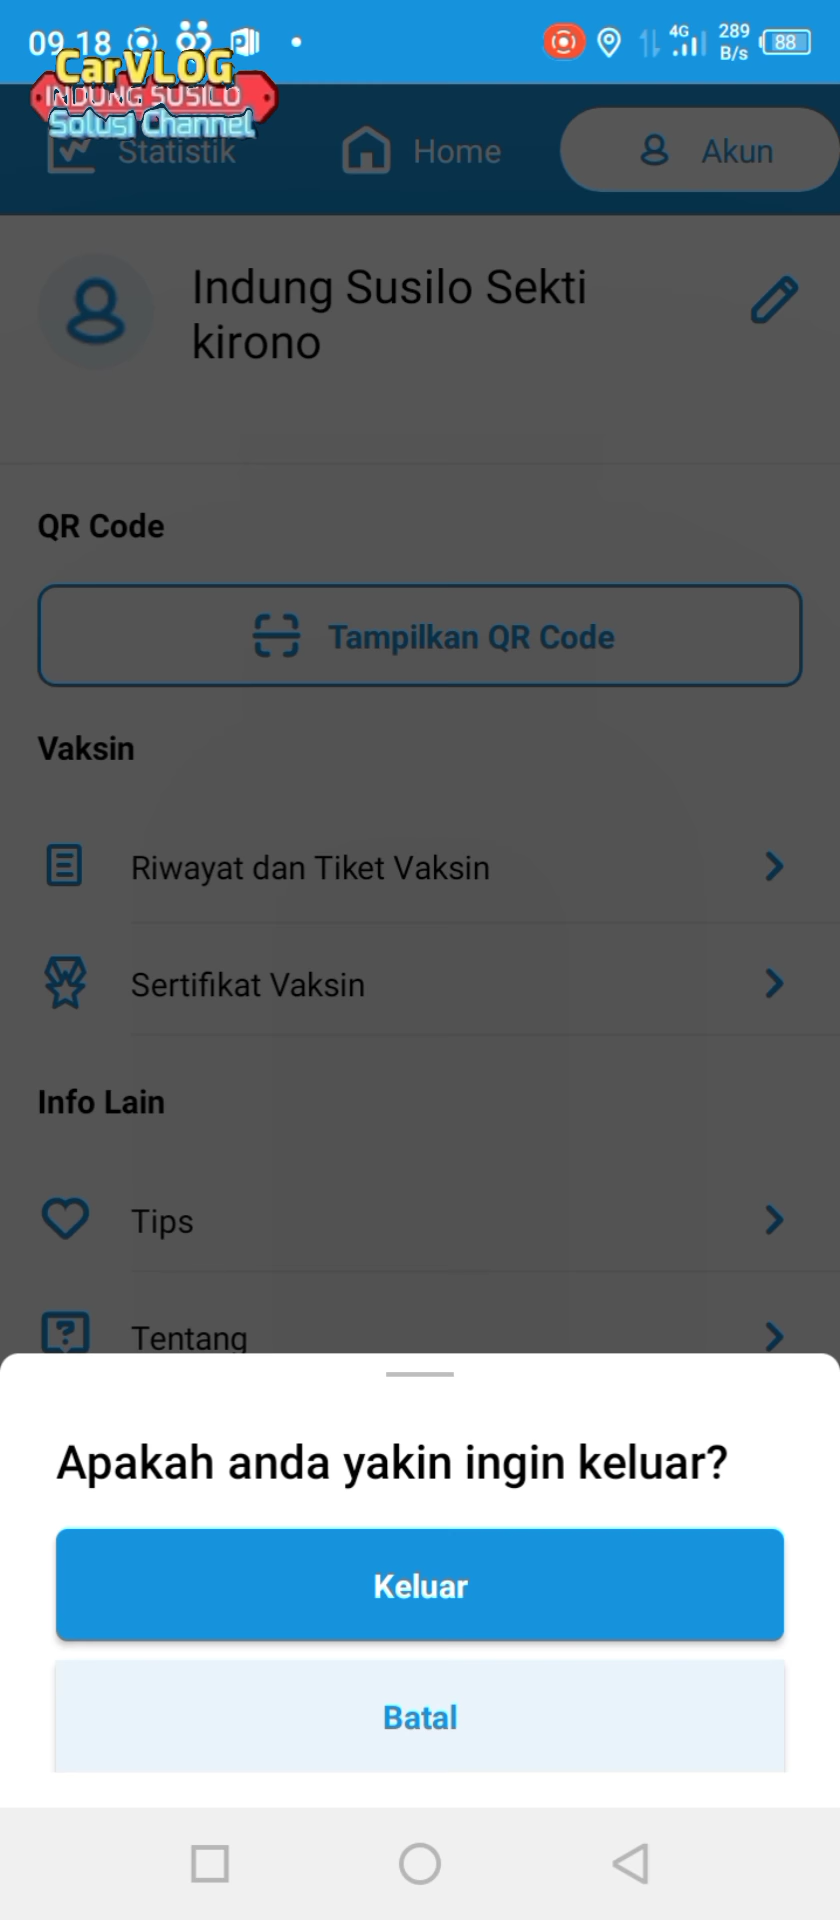 09.18
4G
289
B/s
88
CarVLOG
INDUNG SUSILO
Solusi Channel
Statistik
Home
Akun
Indung Susilo Sekti
kirono
QR Code
Tampilkan QR Code
Vaksin
Riwayat dan Tiket Vaksin
Sertifikat Vaksin
Info Lain
Tips
Tentang
Apakah anda yakin ingin keluar?
Keluar
Batal